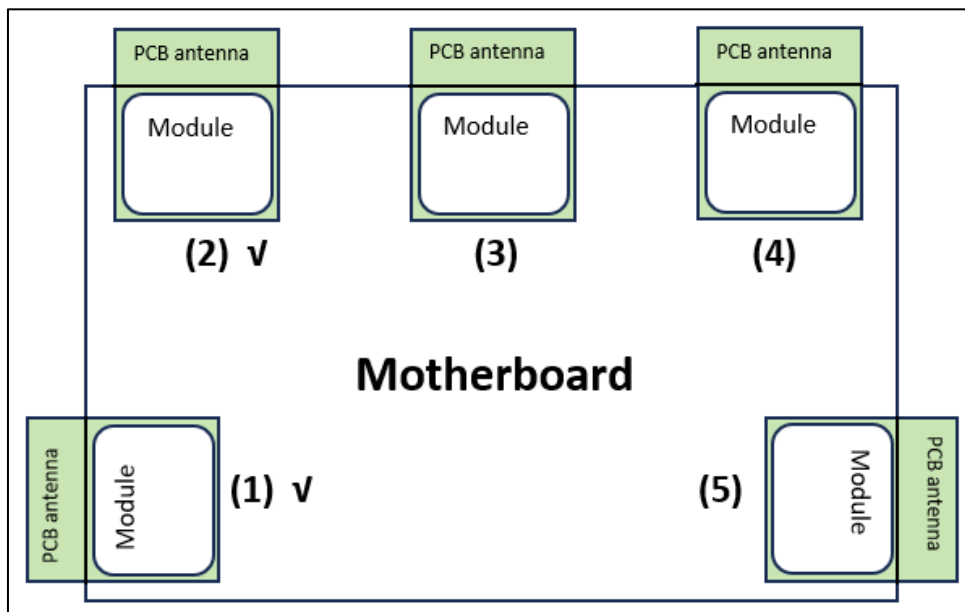 PCB antenna
PCB antenna
PCB antenna
Module
Module
Module
(2) √
(3)
(4)
Motherboard
PCB antenna
Module
(1) √
(5)
Module
PCB antenna